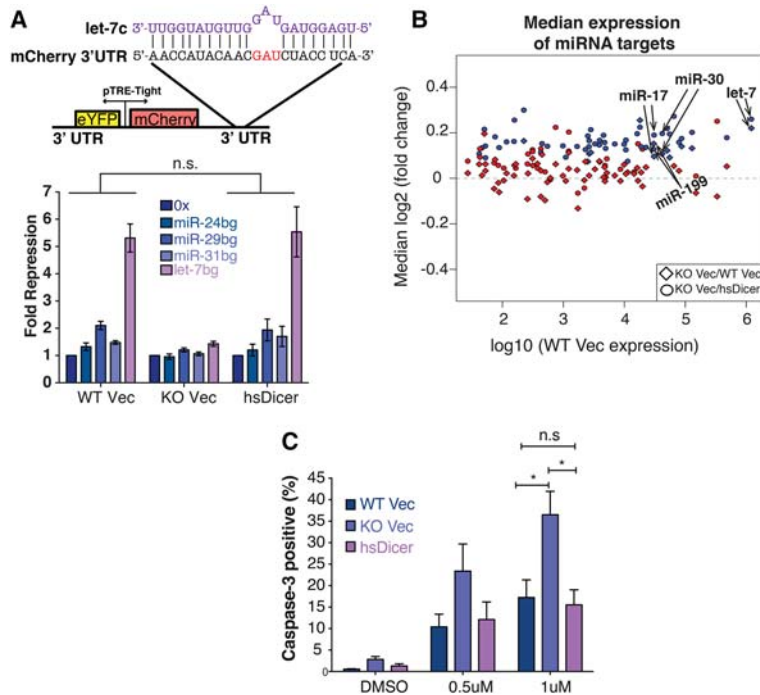 A
let-7c 3'-UUGGUAUGUUG GAU GAUGGAGU-5'
mCherry 3'UTR 5'-AACCAUACAACGAUCUACCUCA-3'
pTRE-Tight
eYFP mCherry
3' UTR 3' UTR
n.s.
Fold Repression
7
6
5
4
3
2
1
0
0x
miR-24bg
miR-29bg
miR-31bg
let-7bg
WT Vec KO Vec hsDicer
B
Median expression
of miRNA targets
Median log2 (fold change)
0.4
0.2
0
-0.2
-0.4
miR-17
miR-30
let-7
miR-199
KO Vec/WT Vec
KO Vec/hsDicer
2 3 4 5 6
log10 (WT Vec expression)
C
Caspase-3 positive (%)
45
40
35
30
25
20
15
10
5
0
WT Vec
KO Vec
hsDicer
n.s
* *
DMSO 0.5uM 1uM